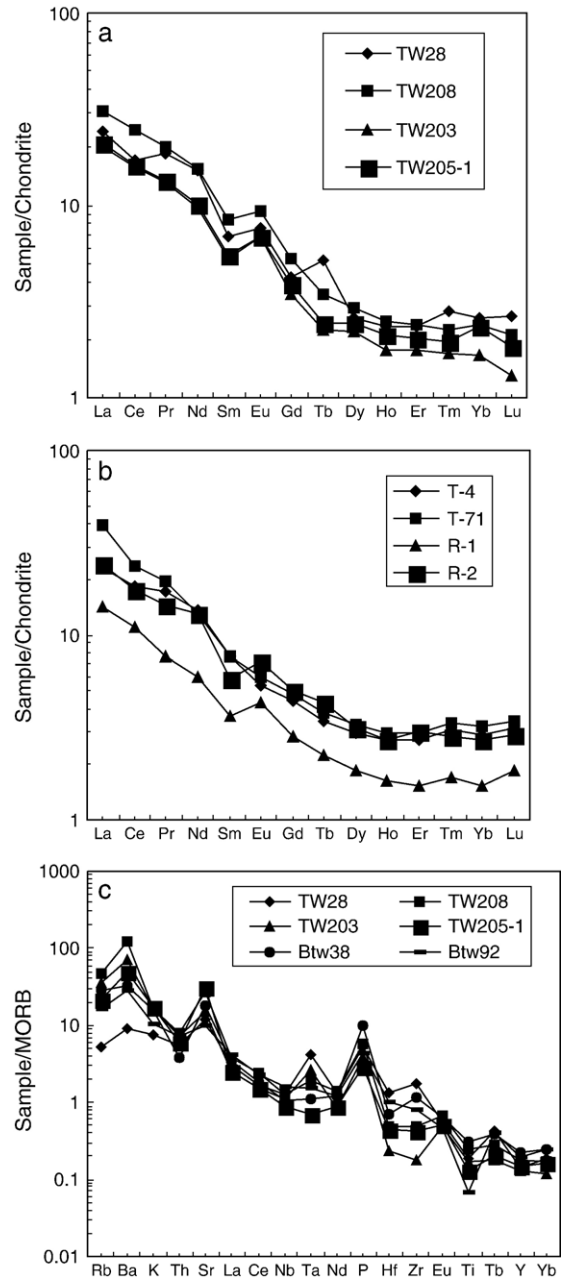 a
100
10
1
Sample/Chondrite
TW28
TW208
TW203
TW205-1
La Ce Pr Nd Sm Eu Gd Tb Dy Ho Er Tm Yb Lu
b
100
10
1
Sample/Chondrite
T-4
T-71
R-1
R-2
La Ce Pr Nd Sm Eu Gd Tb Dy Ho Er Tm Yb Lu
c
1000
100
10
1
0.1
0.01
Sample/MORB
TW28 TW208
TW203 TW205-1
Btw38 Btw92
Rb Ba K Th Sr La Ce Nb Ta Nd P Hf Zr Eu Ti Tb Y Yb